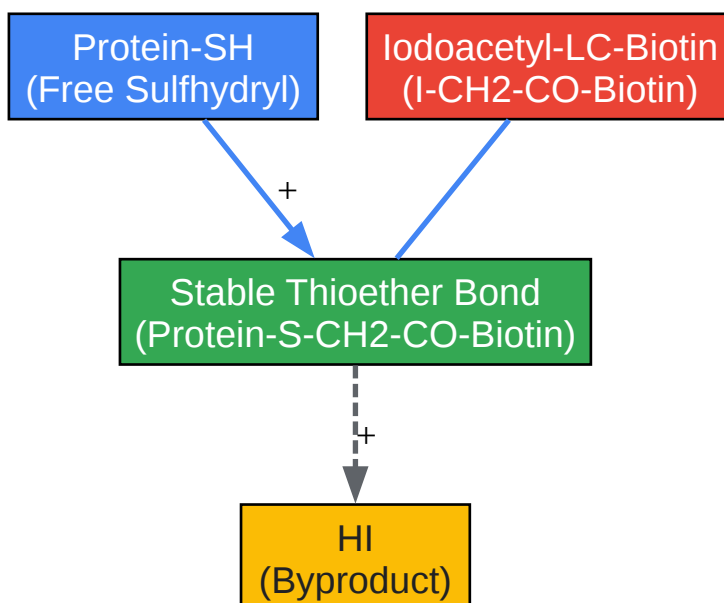 Protein-SH
(Free Sulfhydryl)
Iodoacetyl-LC-Biotin
(I-CH2-CO-Biotin)
+
Stable Thioether Bond
(Protein-S-CH2-CO-Biotin)
+
HI
(Byproduct)